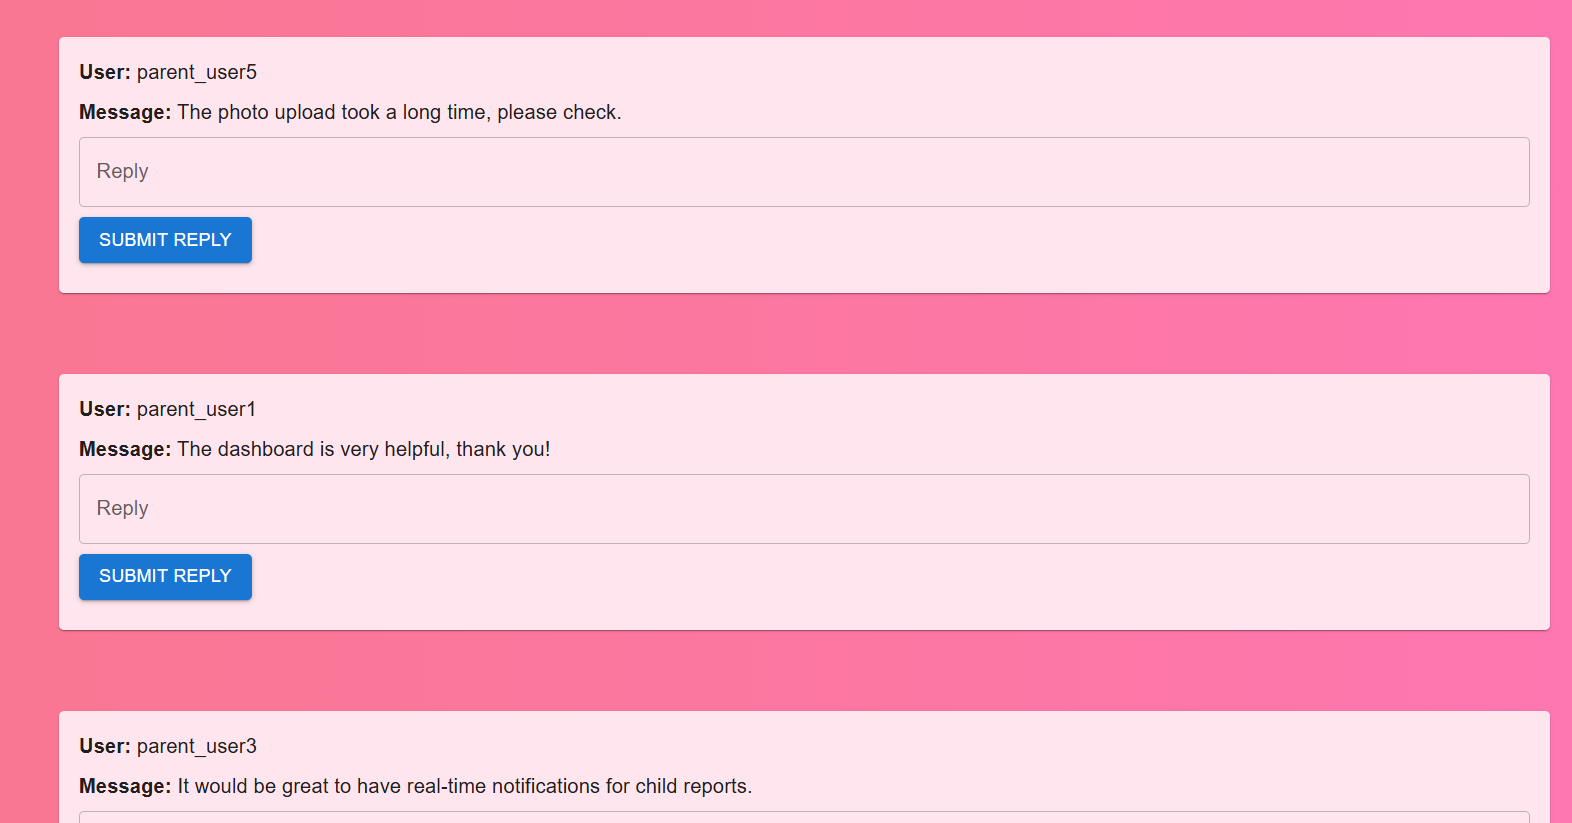 User: parent_user5
Message: The photo upload took a long time, please check.
Reply
SUBMIT REPLY
User: parent_user1
Message: The dashboard is very helpful, thank you!
Reply
SUBMIT REPLY
User: parent_user3
Message: It would be great to have real-time notifications for child reports.